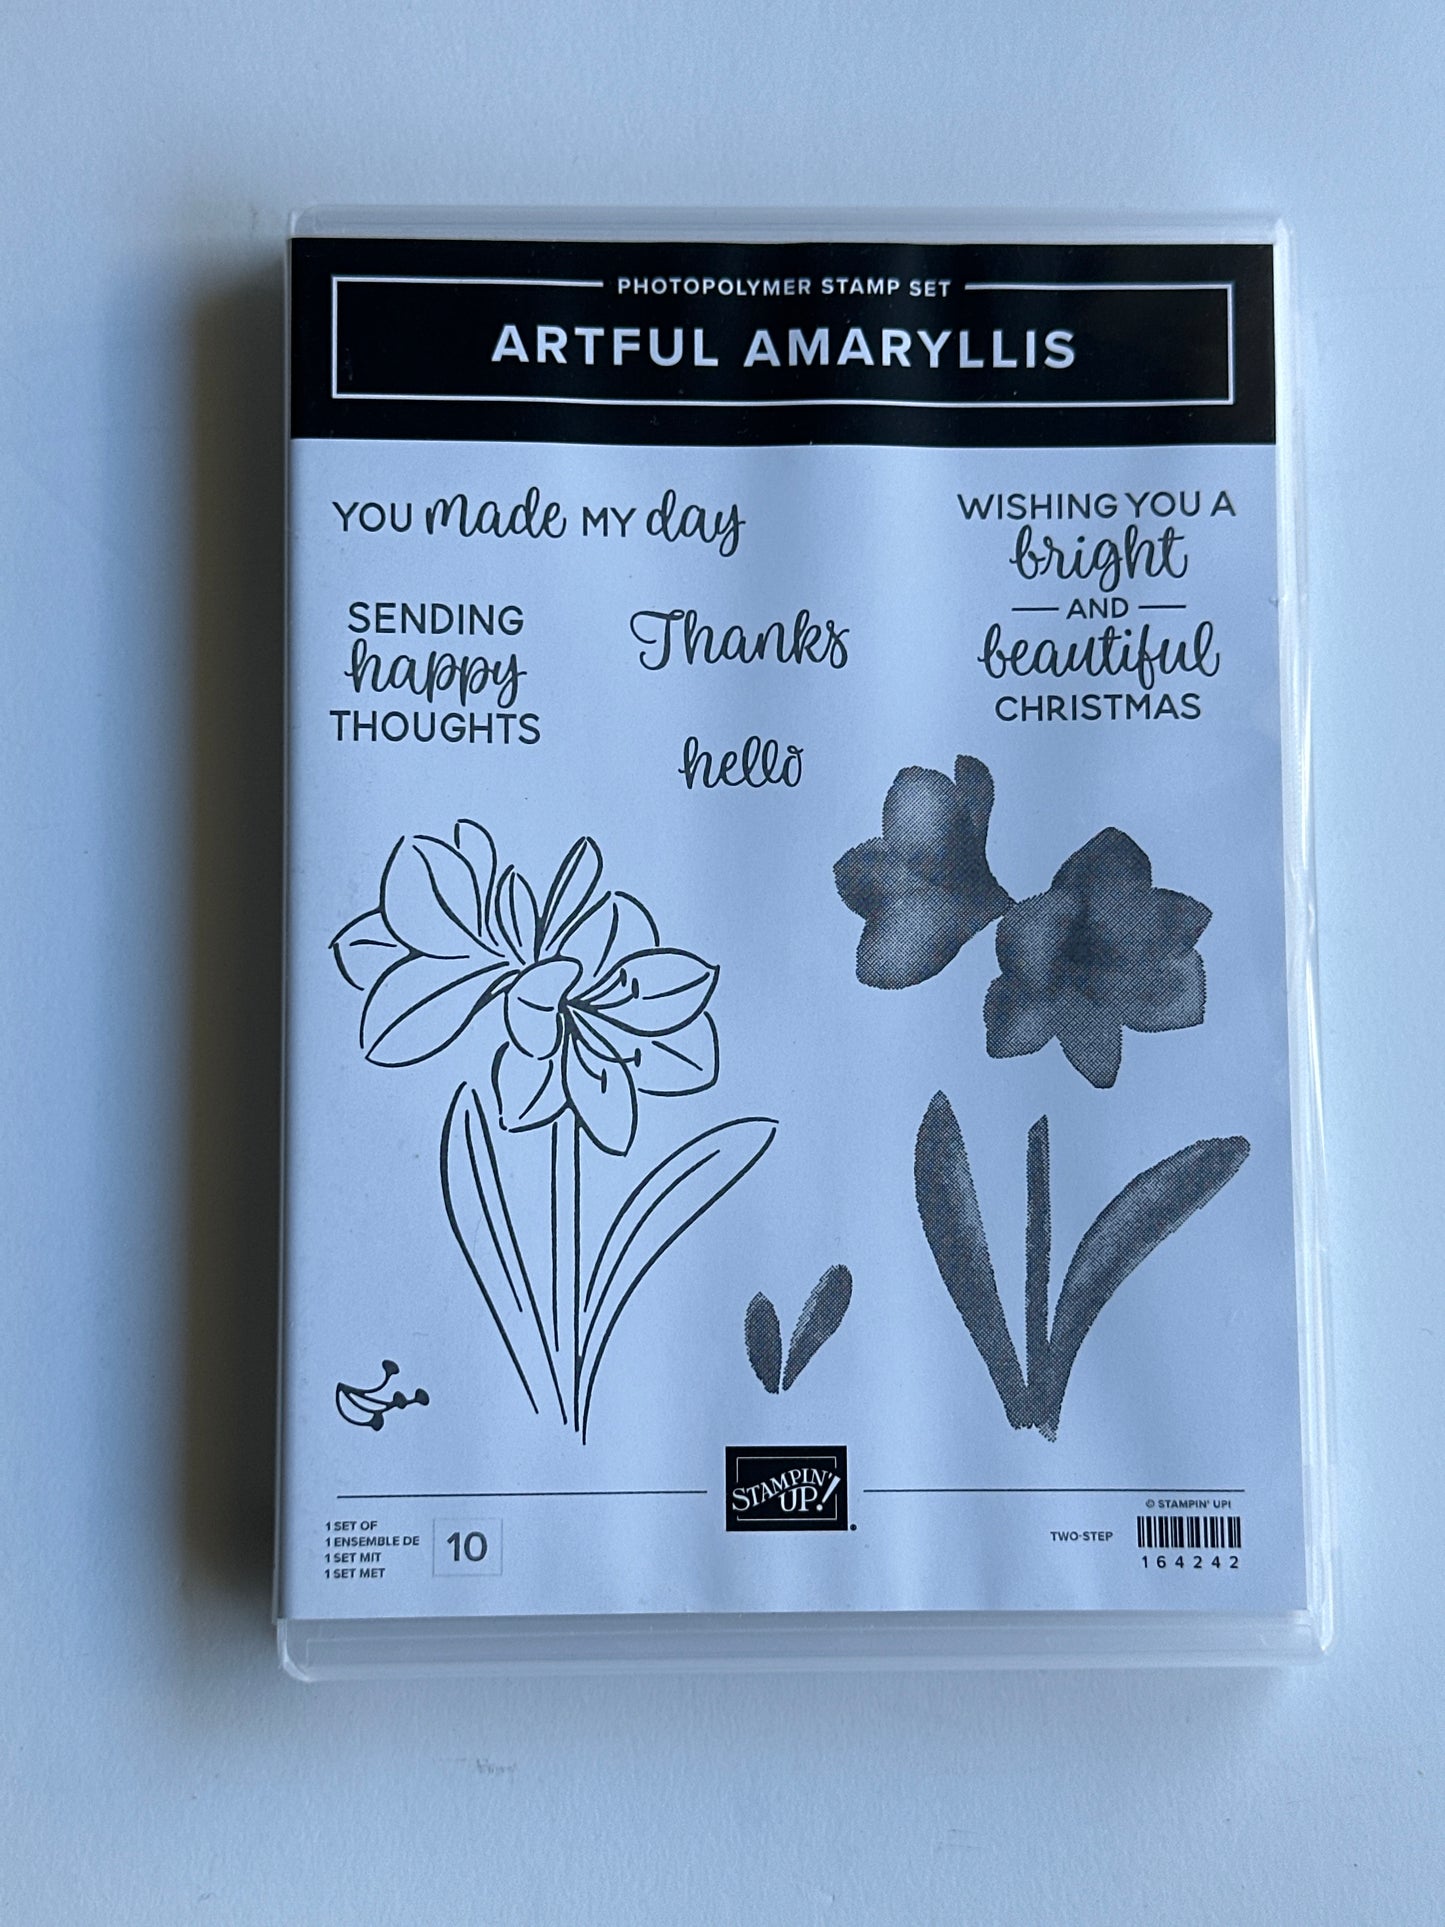 PHOTOPOLYMER STAMP SET
ARTFUL AMARYLLIS
YOU made MY day
WISHING YOU A
bright
AND
beautiful
CHRISTMAS
SENDING
happy
THOUGHTS
Thanks
hello
STAMPIN'
UP!®
1 SET OF
1 ENSEMBLE DE
1 SET MIT
1 SET MET
10
TWO-STEP
© STAMPIN' UP!
164242